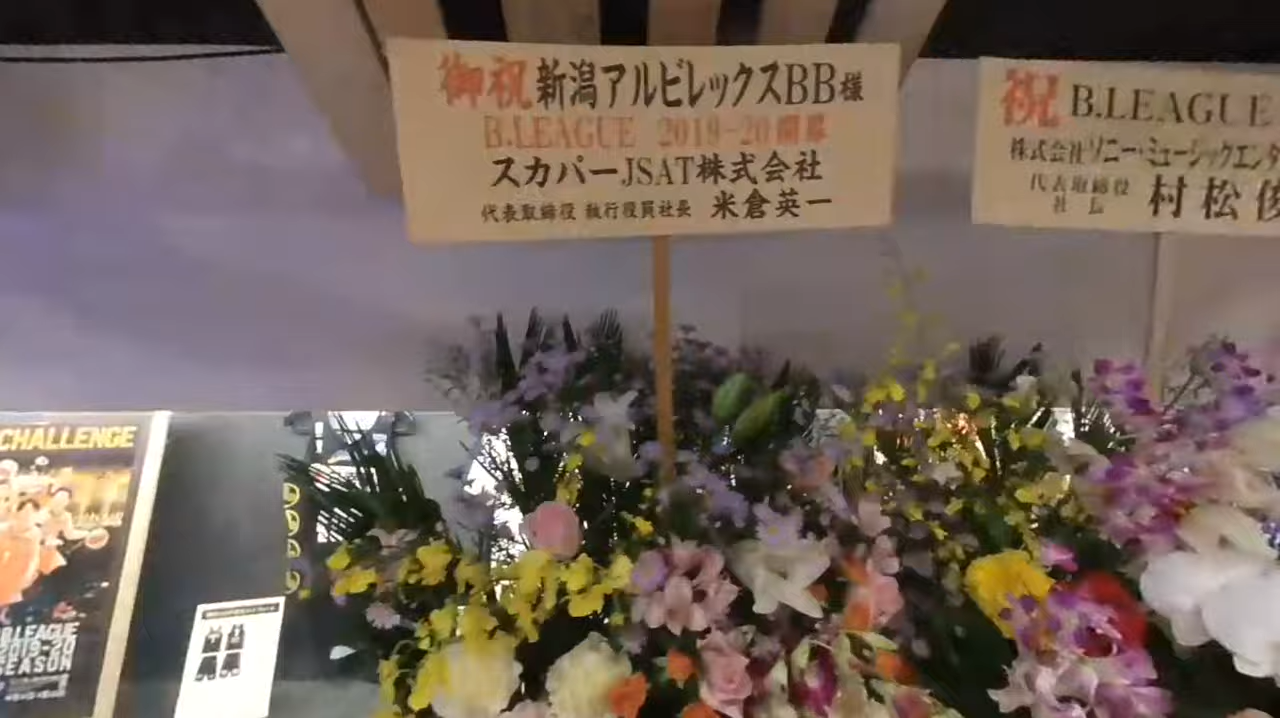 御祝 新潟アルビレックスBB様
B.LEAGUE 2019-20開幕
スカパーJSAT株式会社
代表取締役 執行役員社長 米倉英一
祝 B.LEAGUE
株式会社ソニー・ミュージックエンタ
代表取締役
社長
村松俊
CHALLENGE
B.LEAGUE
2019-20
SEASON